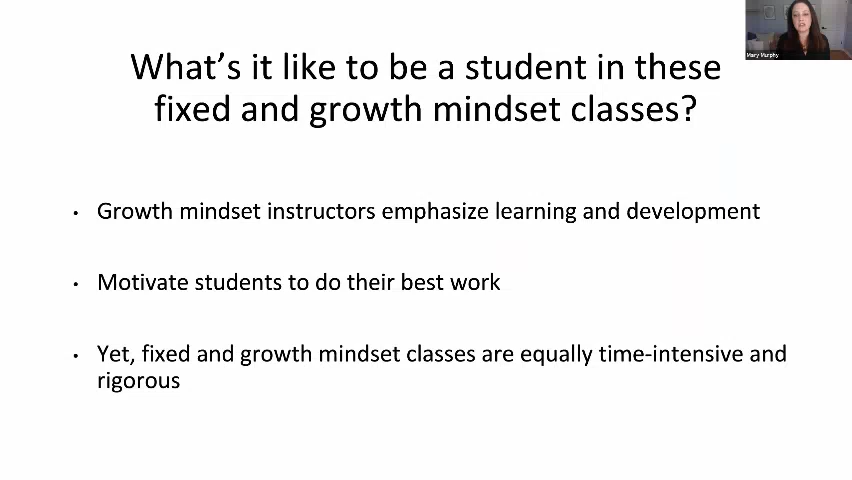 What's it like to be a student in these
fixed and growth mindset classes?
Mary Murphy
• Growth mindset instructors emphasize learning and development
• Motivate students to do their best work
• Yet, fixed and growth mindset classes are equally time-intensive and
rigorous